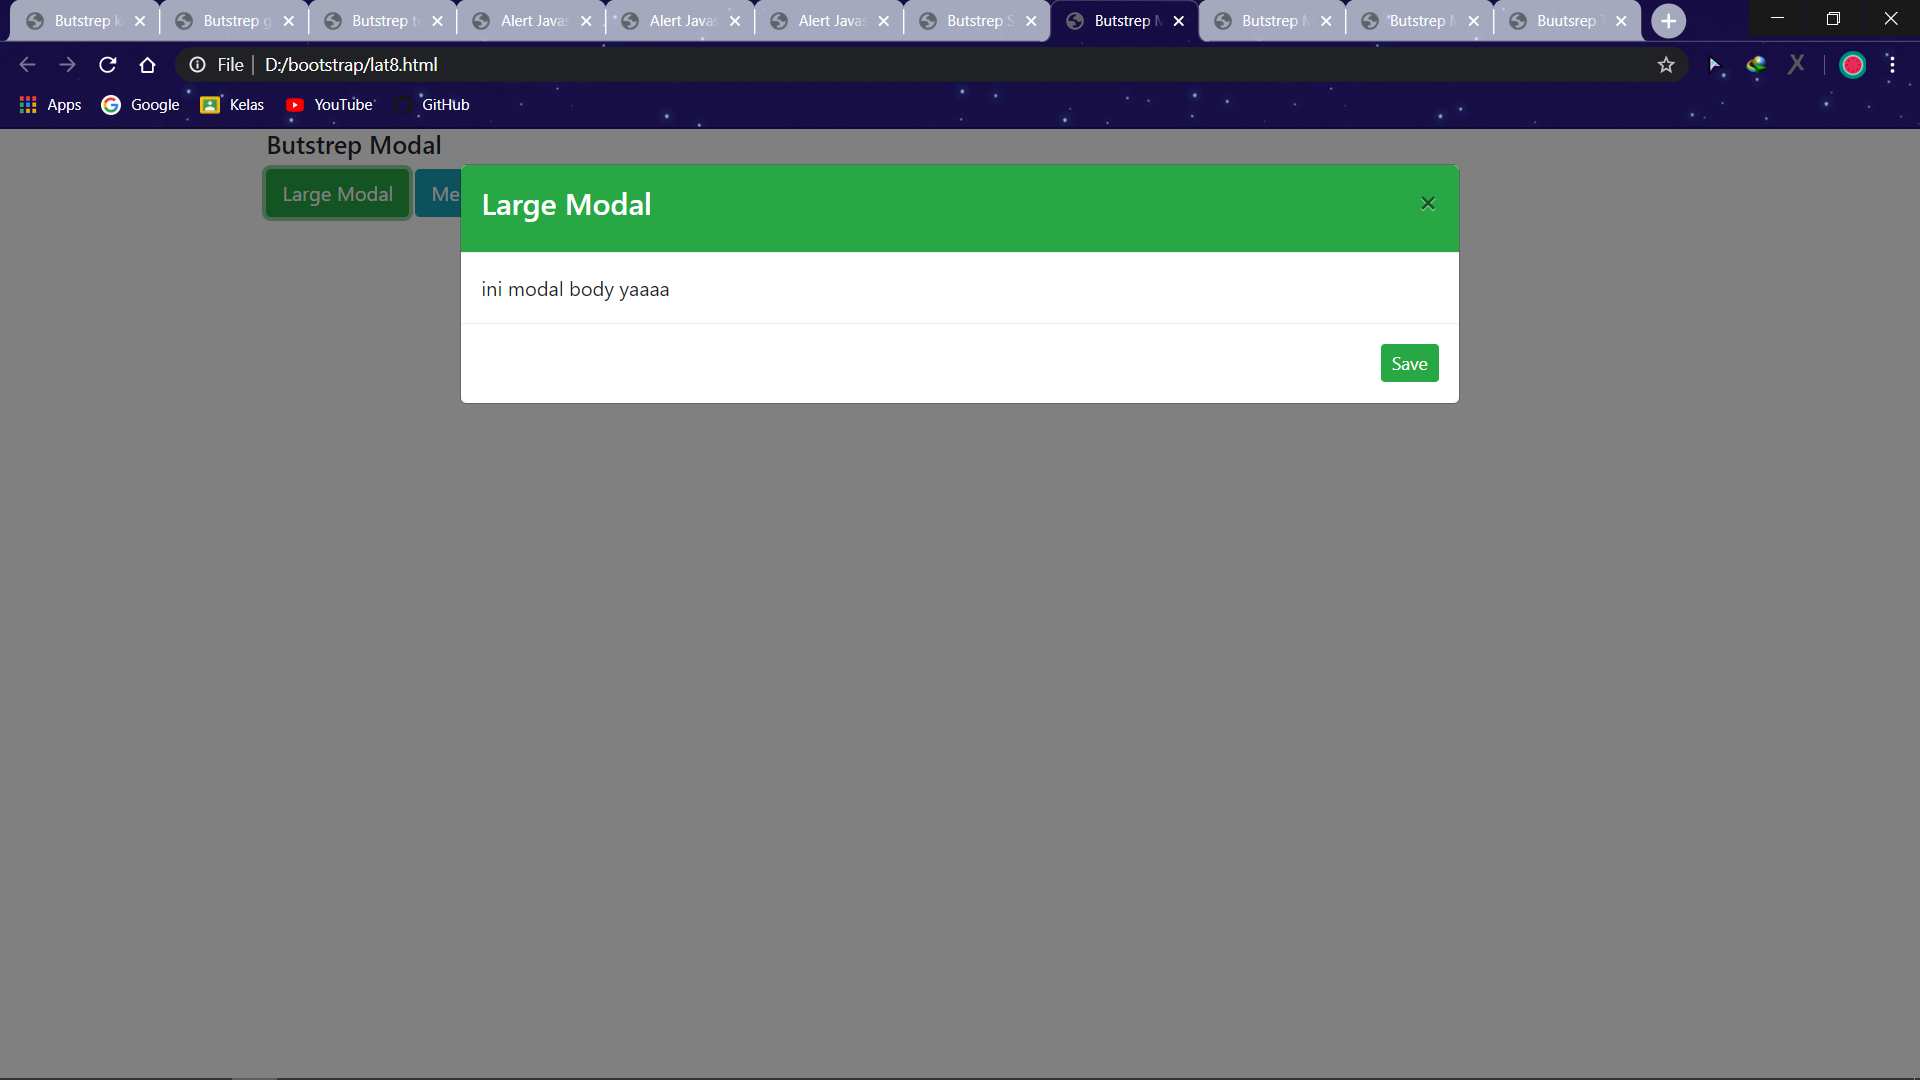 Butstrep
Butstrep
Butstrep
Alert Javas
Alert Javas
Alert Javas
Butstrep S
Butstrep M
Butstrep M
'Butstrep M
Buutsrep T
File D:/bootstrap/lat8.html
X
Apps Google Kelas YouTube GitHub
Butstrep Modal
Large Modal Me
Large Modal ×
ini modal body yaaaa
Save